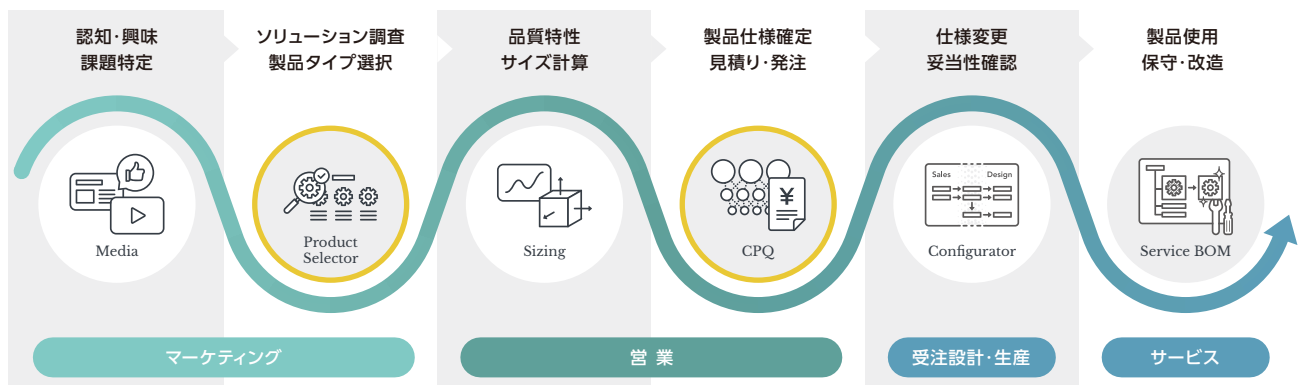 認知・興味
課題特定
ソリューション調査
製品タイプ選択
品質特性
サイズ計算
製品仕様確定
見積り・発注
仕様変更
妥当性確認
製品使用
保守・改造
Media
Product
Selector
Sizing
¥
CPQ
Sales
Design
Configurator
Service BOM
マーケティング
営 業
受注設計・生産
サービス